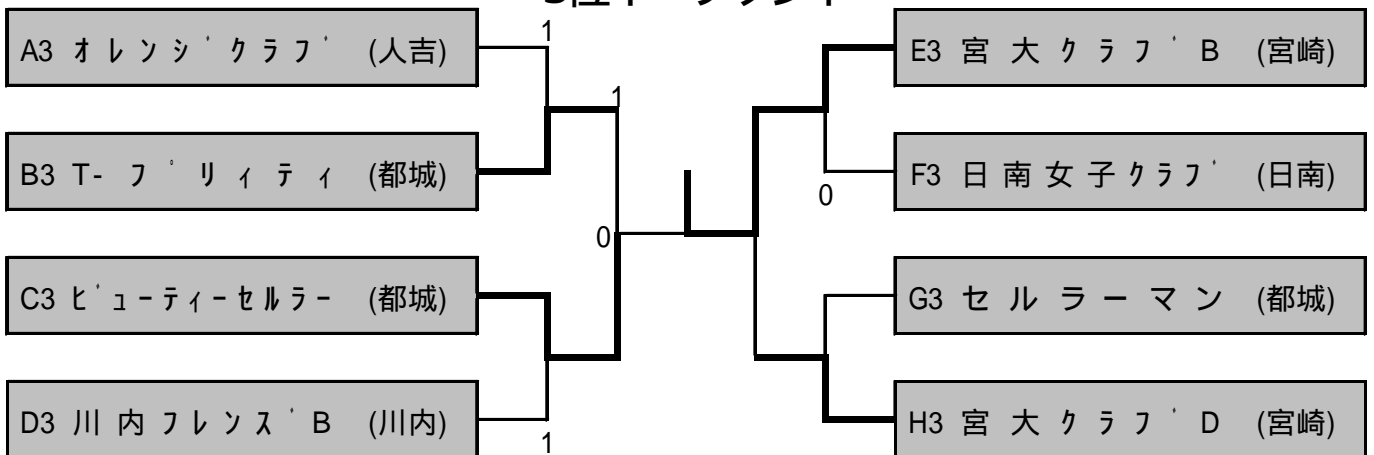 1
A3 オレンジクラブ (人吉)
E3 宮大クラブB (宮崎)
1
B3 T-プリィティ (都城)
F3 日南女子クラブ (日南)
0
0
C3 ビューティーセルラー (都城)
G3 セルラーマン (都城)
D3 川内フレンズB (川内)
H3 宮大クラブD (宮崎)
1